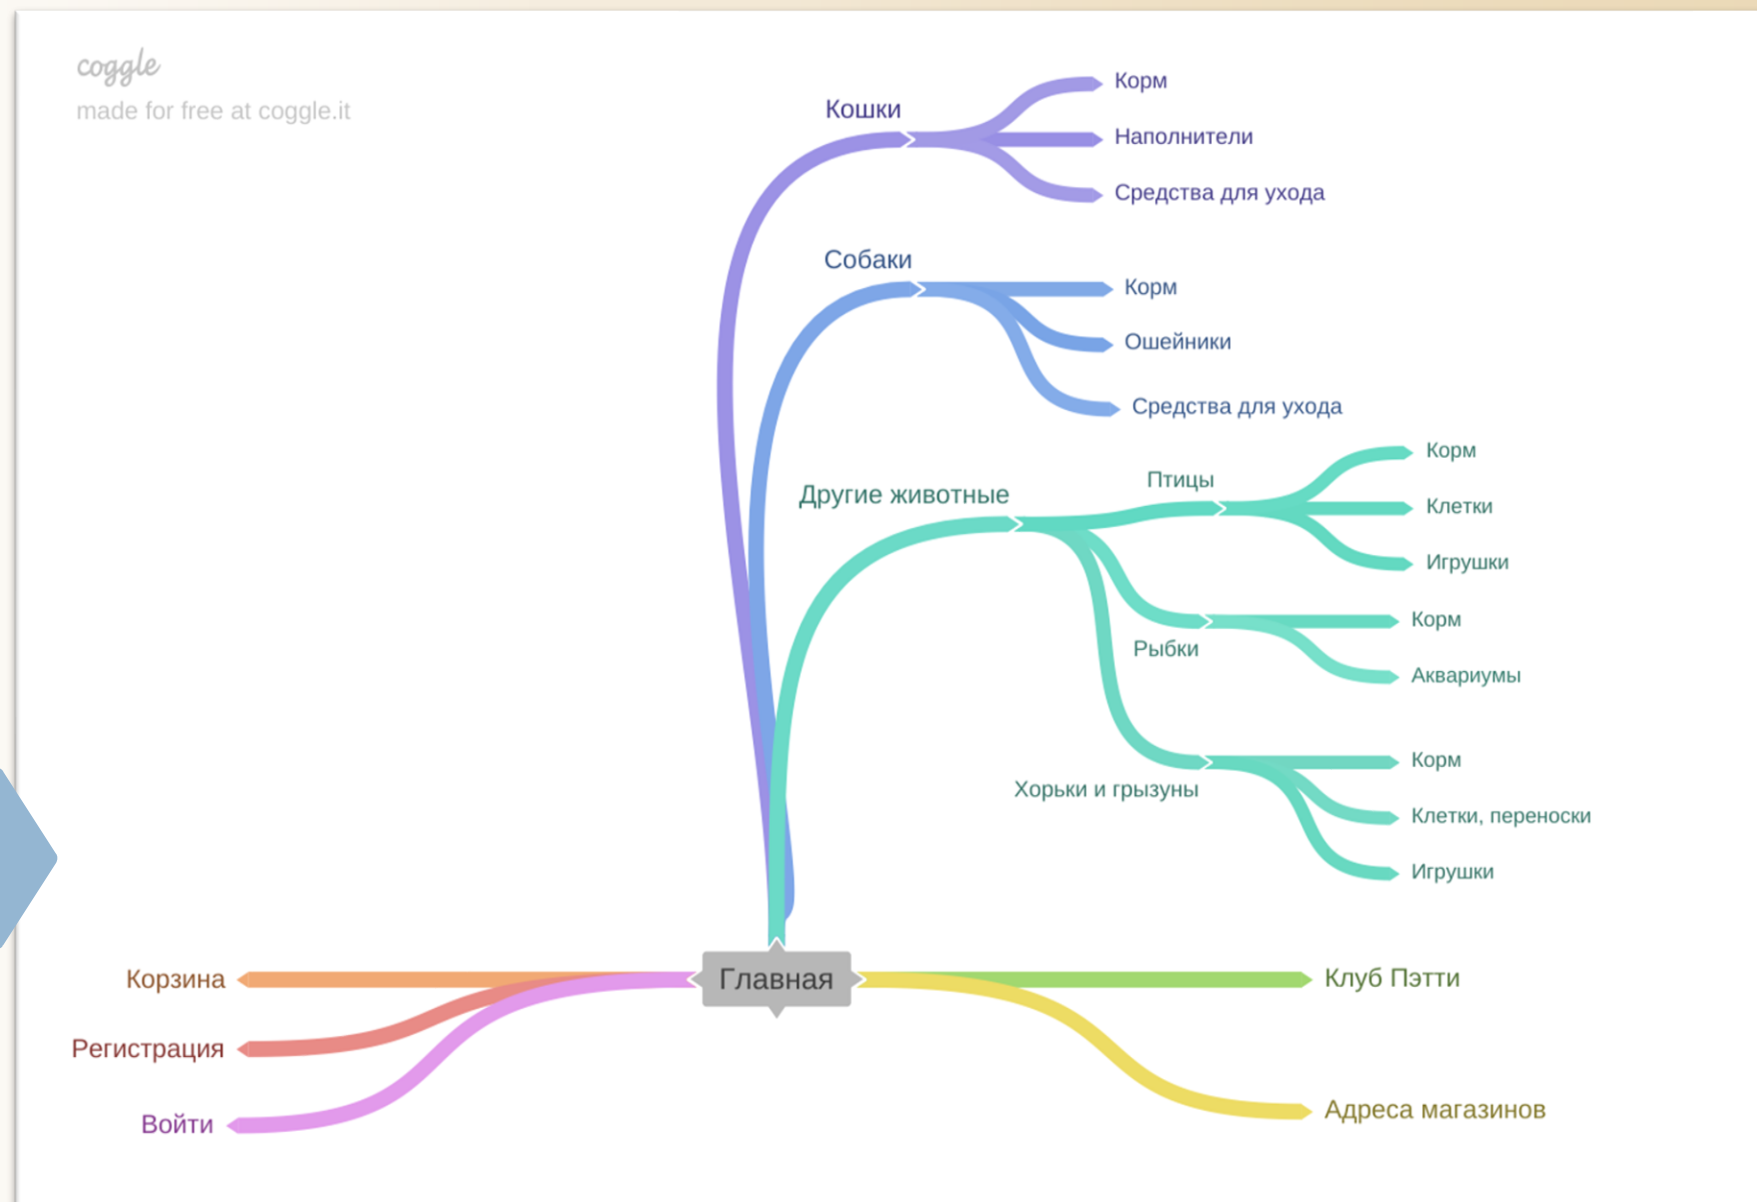 coggle
made for free at coggle.it
Кошки
Корм
Наполнители
Средства для ухода
Собаки
Корм
Ошейники
Средства для ухода
Другие животные
Птицы
Корм
Клетки
Игрушки
Рыбки
Корм
Аквариумы
Хорьки и грызуны
Корм
Клетки, переноски
Игрушки
Главная
Корзина
Регистрация
Войти
Клуб Пэтти
Адреса магазинов